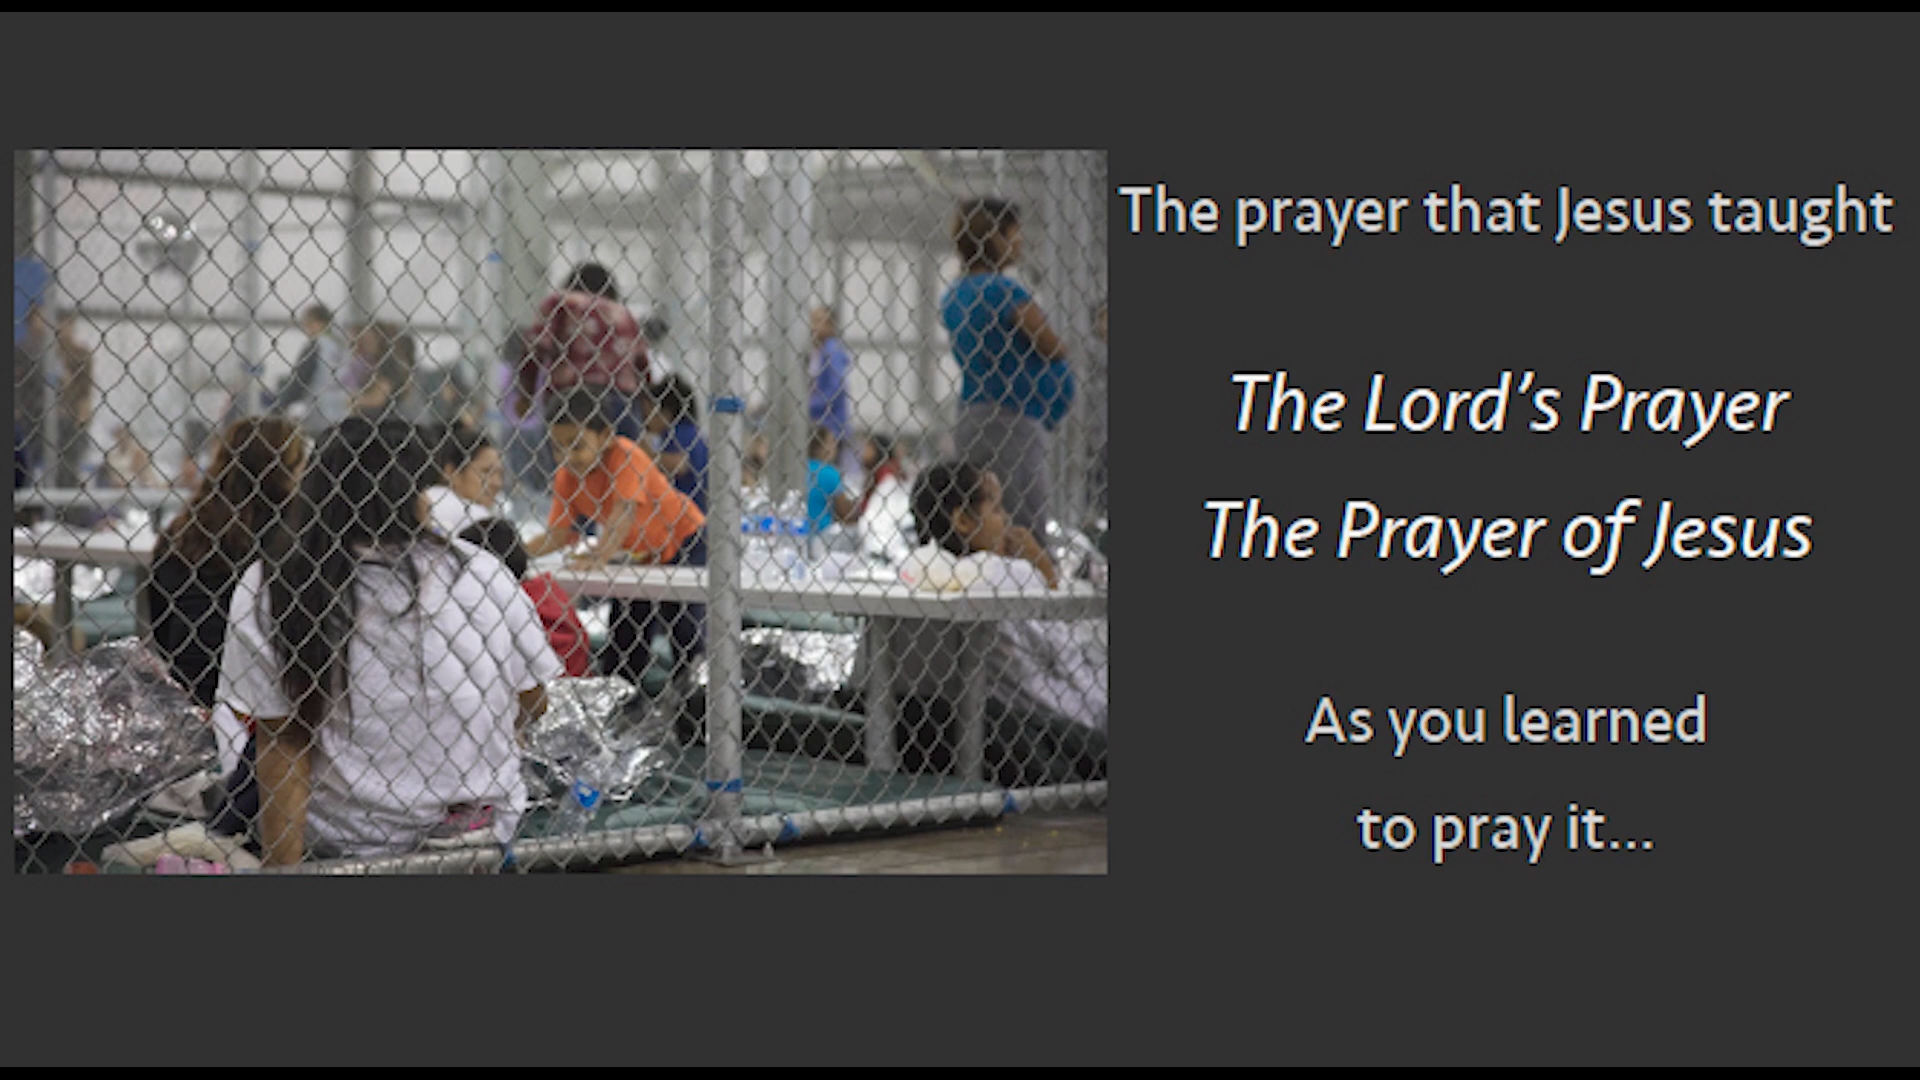 The prayer that Jesus taught
The Lord’s Prayer
The Prayer of Jesus
As you learned
to pray it...